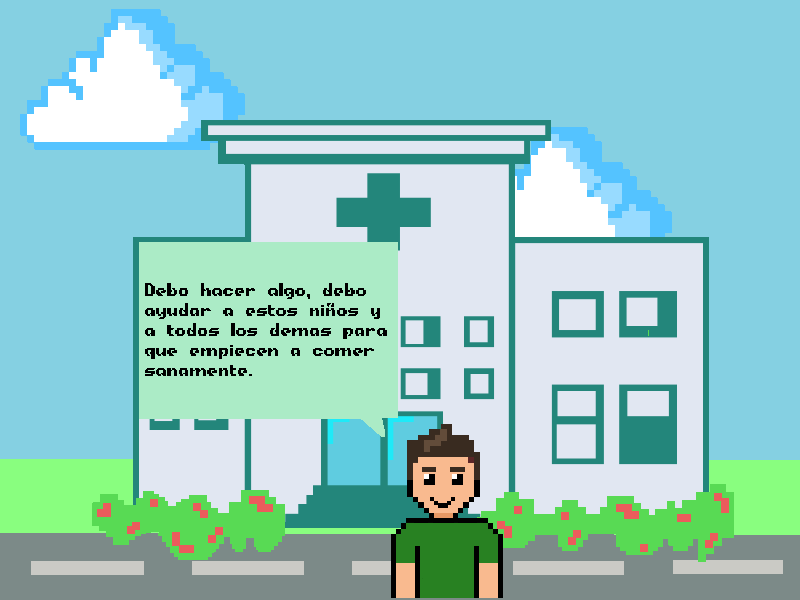 Debo hacer algo, debo
ayudar a estos niños y
a todos los demas para
que empiecen a comer
sanamente.